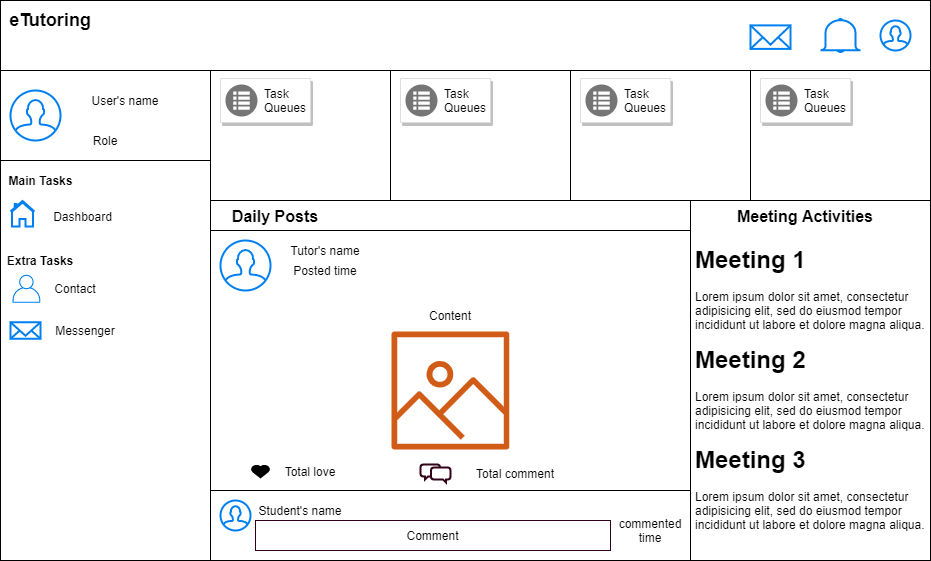 eTutoring
User's name
Role
Task
Queues
Task
Queues
Task
Queues
Task
Queues
Main Tasks
Dashboard
Extra Tasks
Contact
Messenger
Daily Posts
Tutor's name
Posted time
Content
Total love
Total comment
Student's name
Comment
commented
time
Meeting Activities
Meeting 1
Lorem ipsum dolor sit amet, consectetur
adipisicing elit, sed do eiusmod tempor
incididunt ut labore et dolore magna aliqua.
Meeting 2
Lorem ipsum dolor sit amet, consectetur
adipisicing elit, sed do eiusmod tempor
incididunt ut labore et dolore magna aliqua.
Meeting 3
Lorem ipsum dolor sit amet, consectetur
adipisicing elit, sed do eiusmod tempor
incididunt ut labore et dolore magna aliqua.